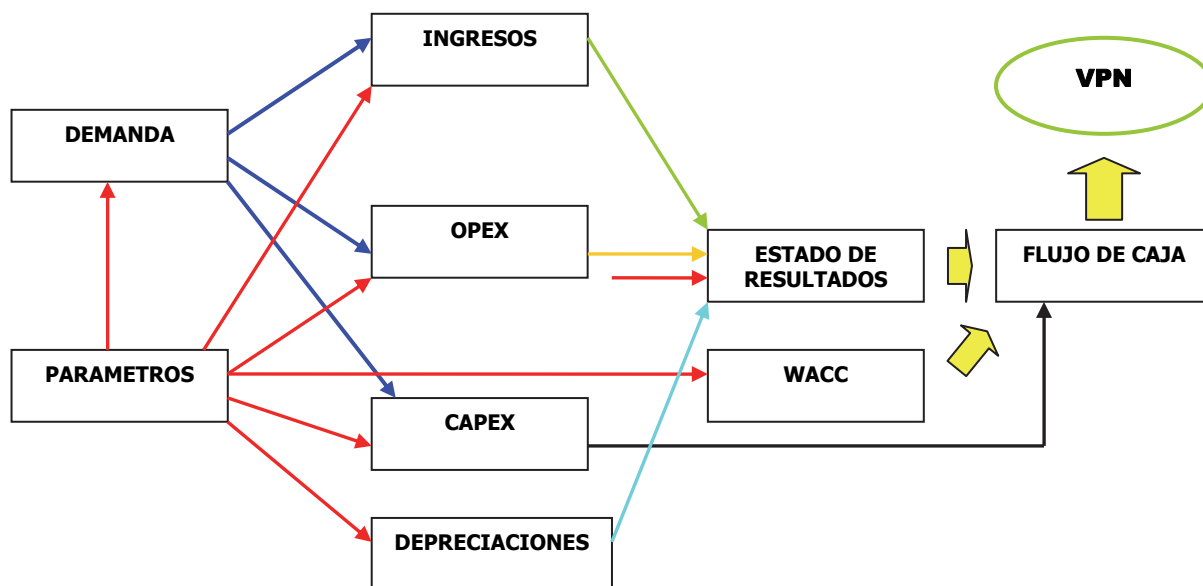 INGRESOS
VPN
DEMANDA
OPEX
ESTADO DE
RESULTADOS
FLUJO DE CAJA
PARAMETROS
WACC
CAPEX
DEPRECIACIONES